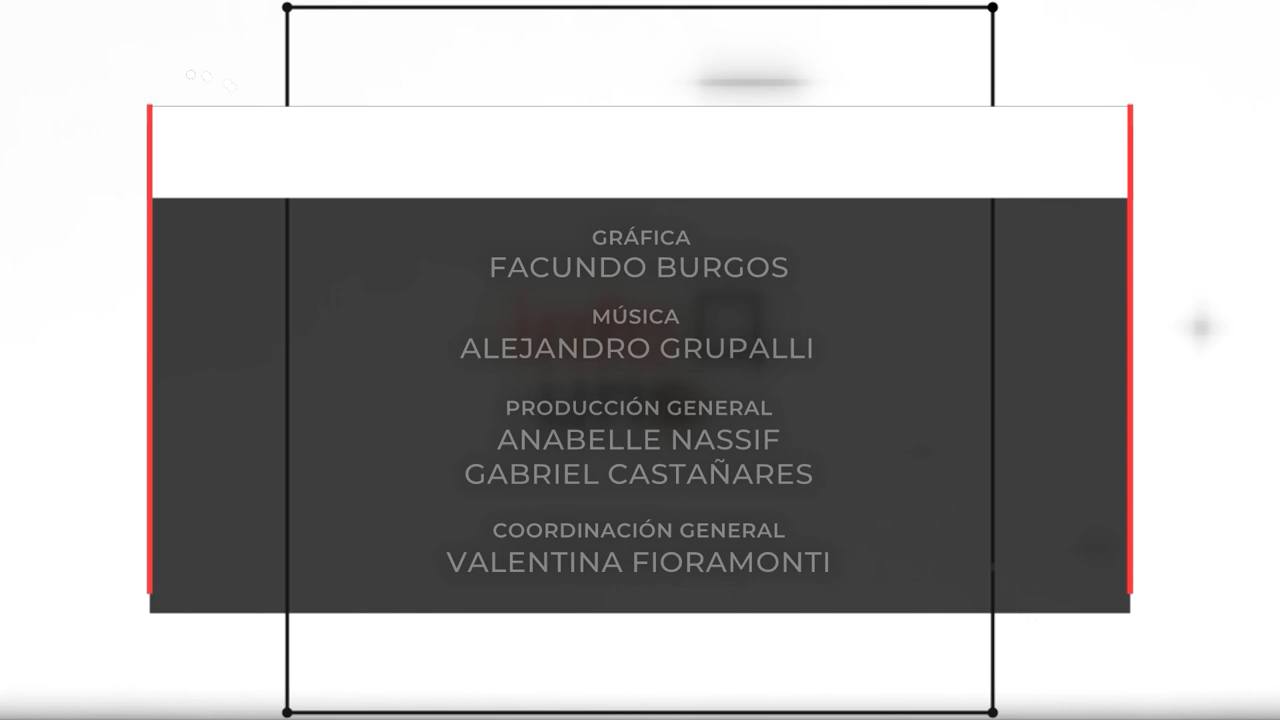 GRÁFICA
FACUNDO BURGOS
MÚSICA
ALEJANDRO GRUPALLI
PRODUCCIÓN GENERAL
ANABELLE NASSIF
GABRIEL CASTAÑARES
COORDINACIÓN GENERAL
VALENTINA FIORAMONTI